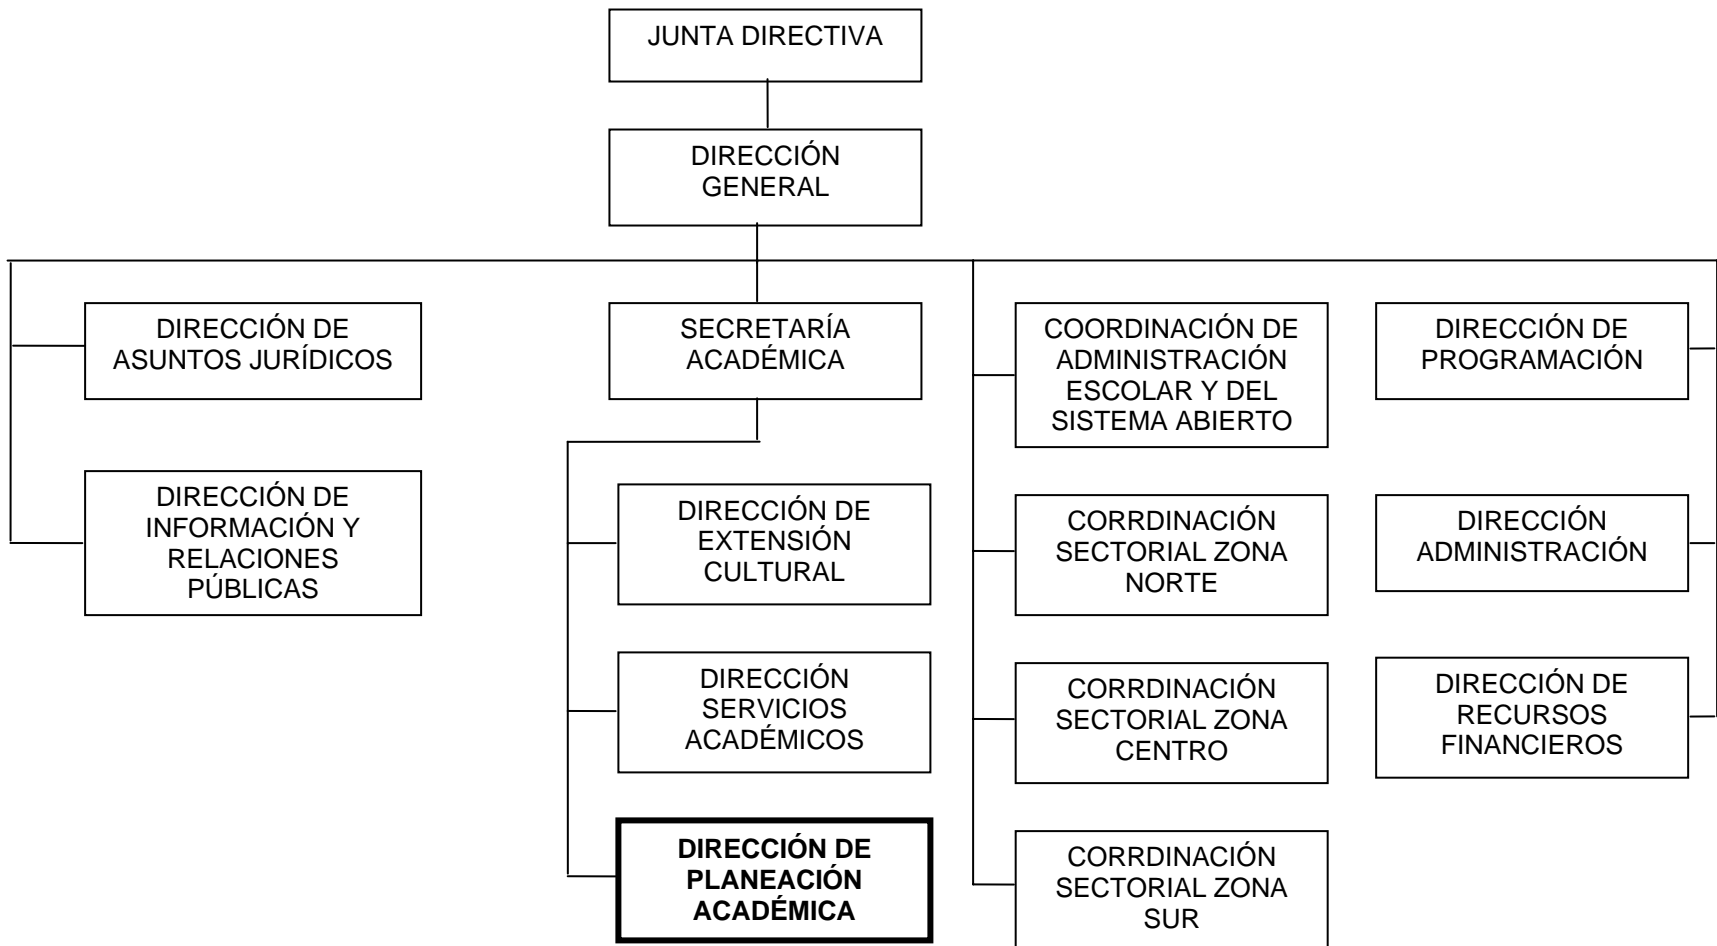 JUNTA DIRECTIVA
DIRECCIÓN
GENERAL
DIRECCIÓN DE
ASUNTOS JURÍDICOS
DIRECCIÓN DE
INFORMACIÓN Y
RELACIONES
PÚBLICAS
SECRETARÍA
ACADÉMICA
DIRECCIÓN DE
EXTENSIÓN
CULTURAL
DIRECCIÓN
SERVICIOS
ACADÉMICOS
DIRECCIÓN DE
PLANEACIÓN
ACADÉMICA
COORDINACIÓN DE
ADMINISTRACIÓN
ESCOLAR Y DEL
SISTEMA ABIERTO
CORRDINACIÓN
SECTORIAL ZONA
NORTE
CORRDINACIÓN
SECTORIAL ZONA
CENTRO
CORRDINACIÓN
SECTORIAL ZONA
SUR
DIRECCIÓN DE
PROGRAMACIÓN
DIRECCIÓN
ADMINISTRACIÓN
DIRECCIÓN DE
RECURSOS
FINANCIEROS